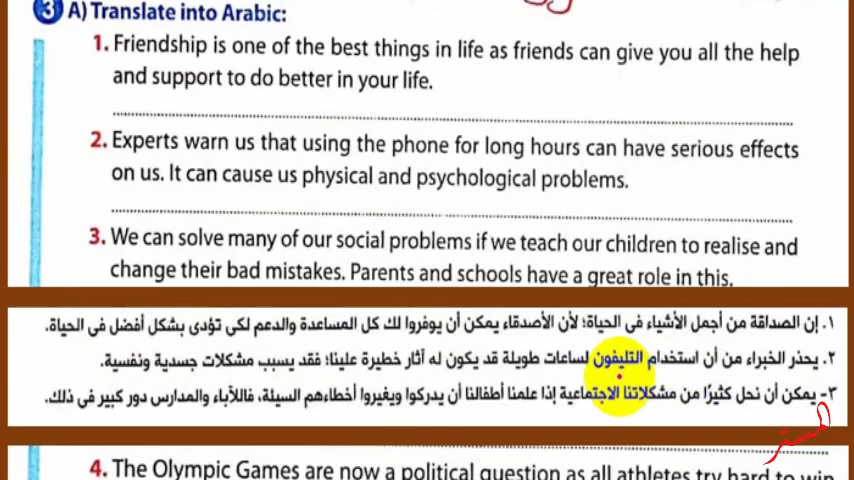 3 A) Translate into Arabic:
1. Friendship is one of the best things in life as friends can give you all the help
and support to do better in your life.
2. Experts warn us that using the phone for long hours can have serious effects
on us. It can cause us physical and psychological problems.
3. We can solve many of our social problems if we teach our children to realise and
change their bad mistakes. Parents and schools have a great role in this.
١. إن الصداقة من أجمل الأشياء فى الحياة؛ لأن الأصدقاء يمكن أن يوفروا لك كل المساعدة والدعم لكى تؤدى بشكل أفضل فى الحياة.
٢. يحذر الخبراء من أن استخدام التليفون لساعات طويلة قد يكون له آثار خطيرة علينا؛ فقد يسبب مشكلات جسدية ونفسية.
٣- يمكن أن نحل كثيرًا من مشكلاتنا الاجتماعية إذا علمنا أطفالنا أن يدركوا ويغيروا أخطاءهم السيئة، فاللآباء والمدارس دور كبير فى ذلك.
4. The Olympic Games are now a political question as all athletes try hard to win